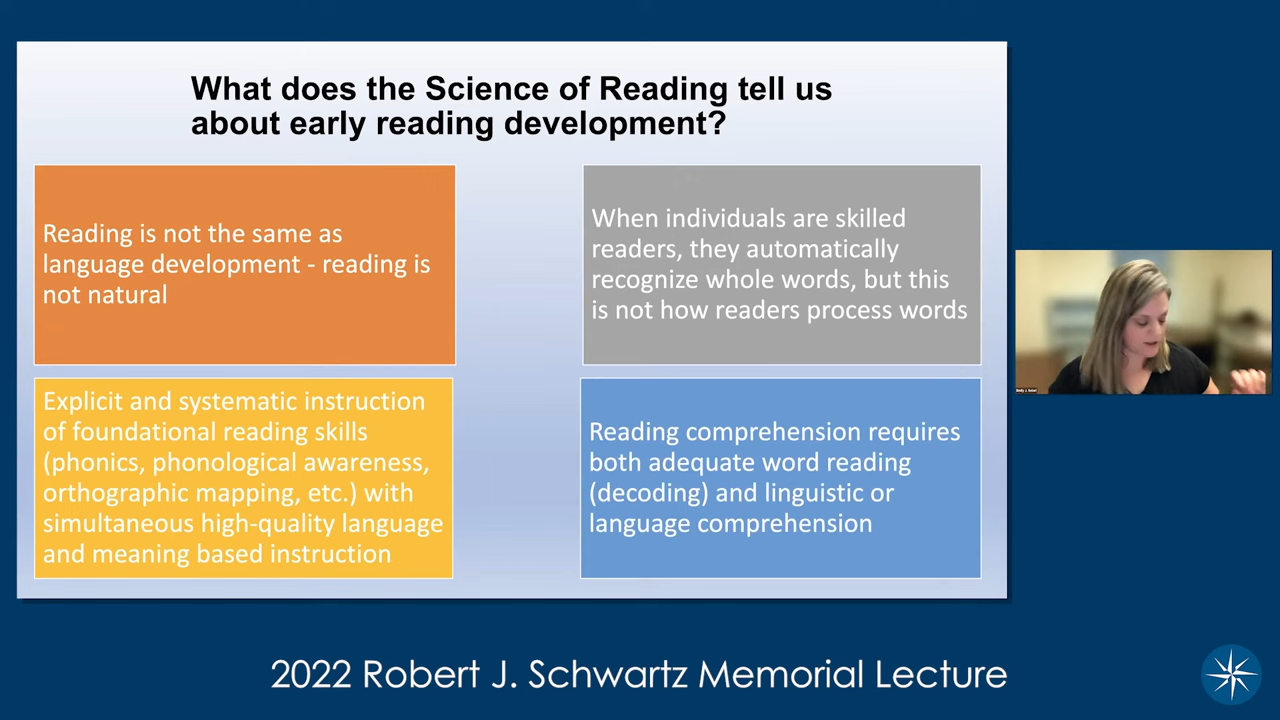 What does the Science of Reading tell us
about early reading development?
Reading is not the same as
language development - reading is
not natural
When individuals are skilled
readers, they automatically
recognize whole words, but this
is not how readers process words
Explicit and systematic instruction
of foundational reading skills
(phonics, phonological awareness,
orthographic mapping, etc.) with
simultaneous high-quality language
and meaning based instruction
Reading comprehension requires
both adequate word reading
(decoding) and linguistic or
language comprehension
2022 Robert J. Schwartz Memorial Lecture